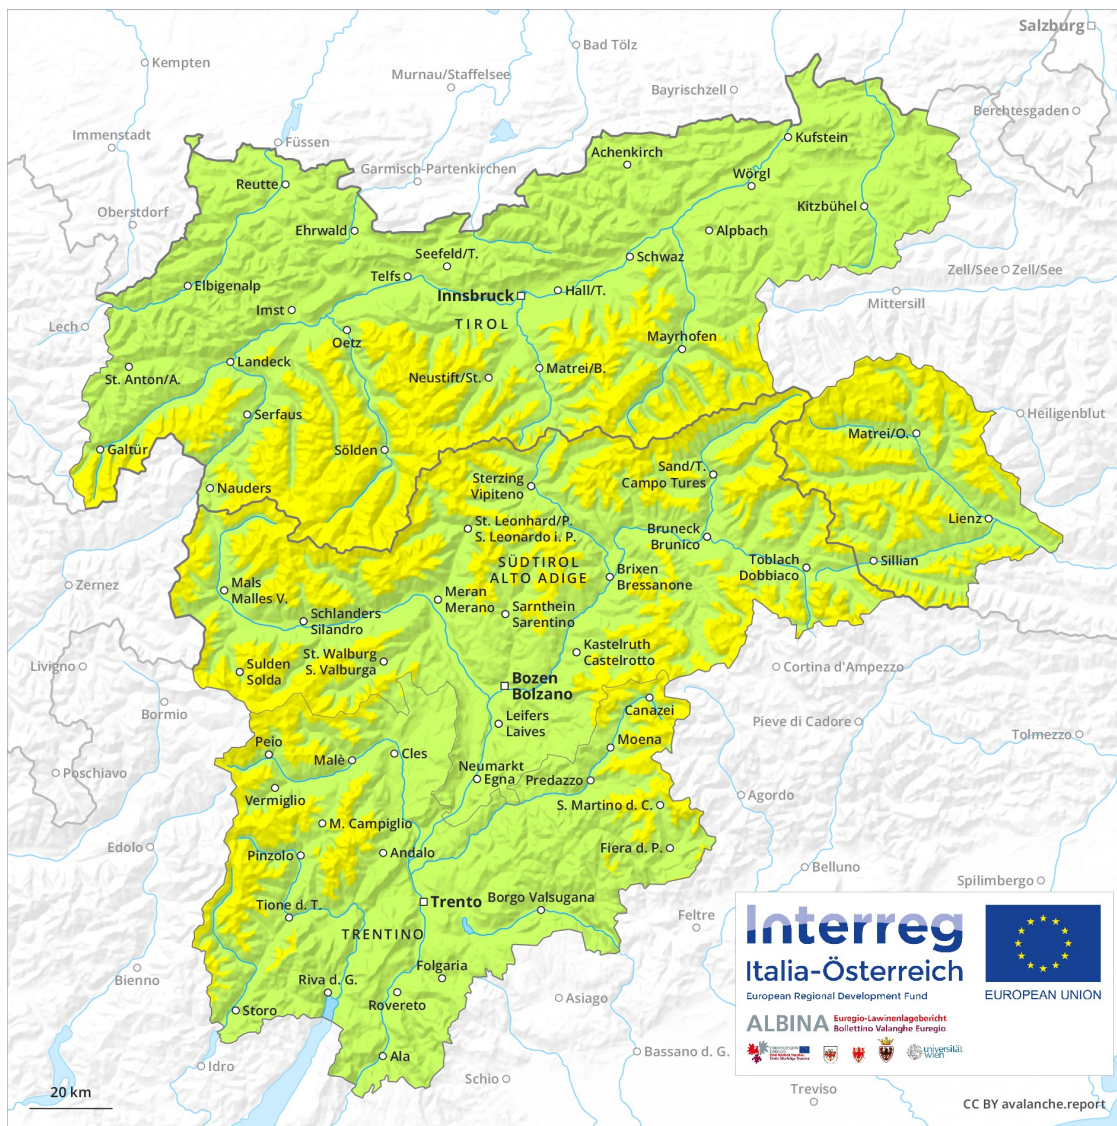 Salzburg
Bad Tölz
Kempten
Murnau/Staffelsee
Bayrischzell
Berchtesgaden
Immenstadt
Füssen
Kufstein
Achenkirch
Garmisch-Partenkirchen
Wörgl
Reutte
Kitzbühel
Oberstdorf
Ehrwald
Alpbach
Seefeld/T.
Schwaz
Telfs
Zell/See
Zell/See
Elbigenalp
Innsbruck
Hall/T.
Mittersill
Imst
TIROL
Lech
Oetz
Mayrhofen
Landeck
Matrei/B.
St. Anton/A.
Neustift/St.
Serfaus
Heiligenblut
Matrei/O.
Galtür
Sölden
Sand/T.
Campo Tures
Sterzing
Vipiteno
Nauders
St. Leonhard/P.
S. Leonardo i. P.
Bruneck
Brunico
Lienz
SÜDTIROL
ALTO ADIGE
Toblach
Dobbiaco
Sillian
Brixen
Bressanone
Zernez
Mals
Malles V.
Meran
Merano
Sarnthein
Sarentino
Schlanders
Silandro
Kastelruth
Castelrotto
St. Walburg
S. Valburga
Livigno
Sulden
Solda
Cortina d'Ampezzo
Bozen
Bolzano
Bormio
Canazei
Leifers
Laives
Pieve di Cadore
Tolmezzo
Moena
Peio
Cles
Malè
Poschiavo
Neumarkt
Egna
Predazzo
Vermiglio
Agordo
S. Martino d. C.
M. Campiglio
Edolo
Pinzolo
Andalo
Fiera d. P.
Belluno
Spilimbergo
Tione d. T.
Trento
Borgo Valsugana
Feltre
TRENTINO
Folgaria
Bienno
Riva d. G.
Rovereto
Asiago
Storo
Bassano d. G.
Ala
Idro
Schio
Treviso
20 km
Interreg
Italia-Österreich
European Regional Development Fund
EUROPEAN UNION
ALBINA
Euregio-Lawinenlagebericht
Bollettino Valanghe Euregio
universität
wien
CC BY avalanche.report